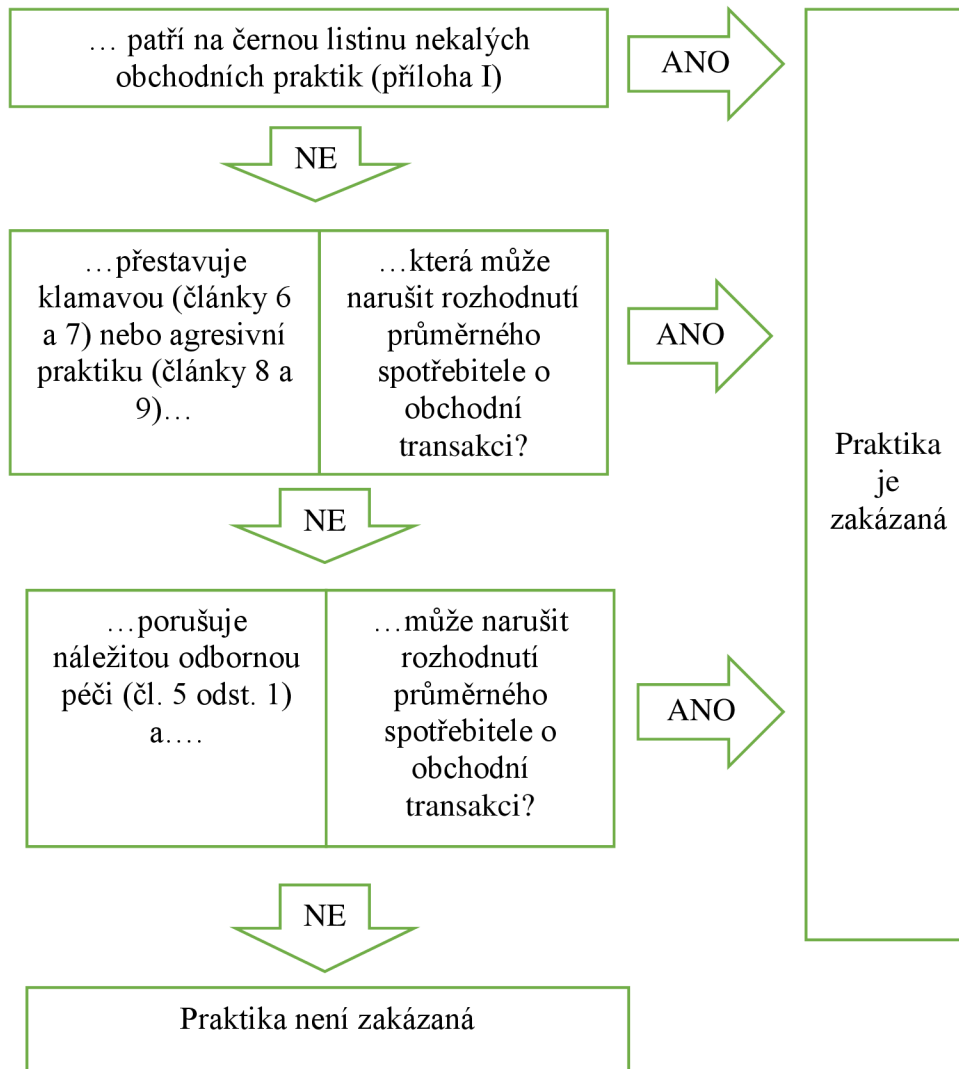 … patří na černou listinu nekalých
obchodních praktik (příloha I)
ANO
NE
…přestavuje
klamavou (články 6
a 7) nebo agresivní
praktiku (články 8 a
9)…
…která může
narušit rozhodnutí
průměrného
spotřebitele o
obchodní
transakci?
ANO
Praktika
je
zakázaná
NE
…porušuje
náležitou odbornou
péči (čl. 5 odst. 1)
a….
…může narušit
rozhodnutí
průměrného
spotřebitele o
obchodní
transakci?
ANO
NE
Praktika není zakázaná